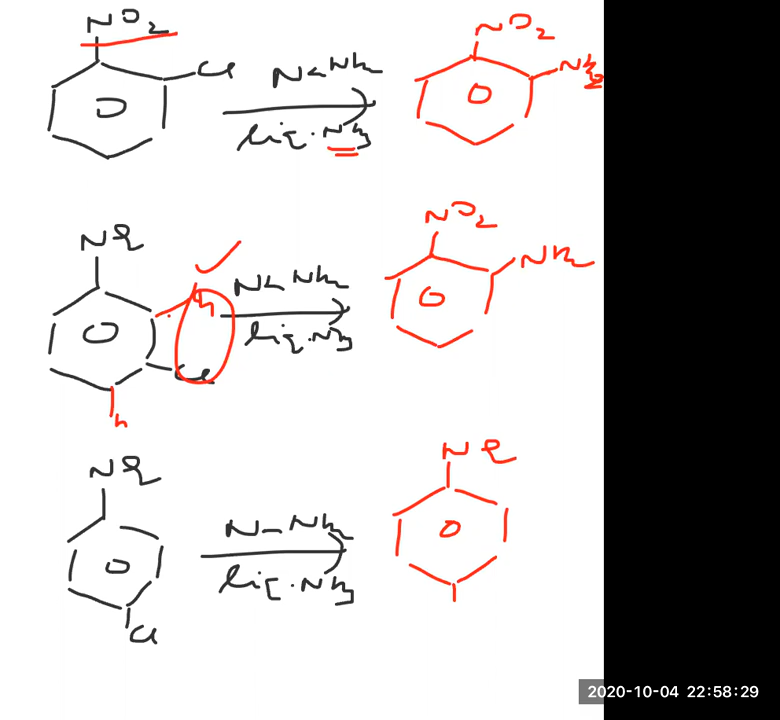 NO2 NO2
Cl NaNH2 NH2
liq. NH3
NO2 NO2
h NaNH2 NH2
Cl liq. NH3
h
NO2 NO2
NaNH2
liq. NH3
Cl
2020-10-04 22:58:29